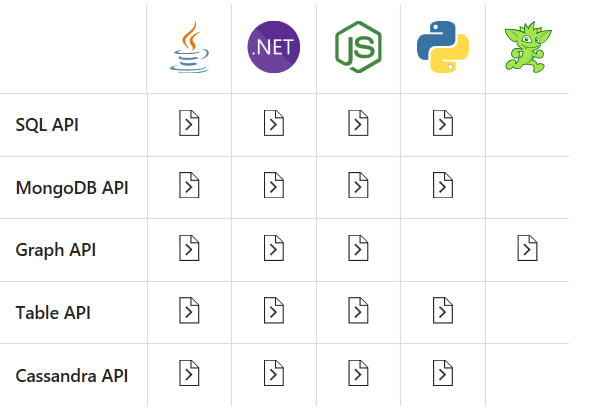 .NET
JS
SQL API
MongoDB API
Graph API
Table API
Cassandra API